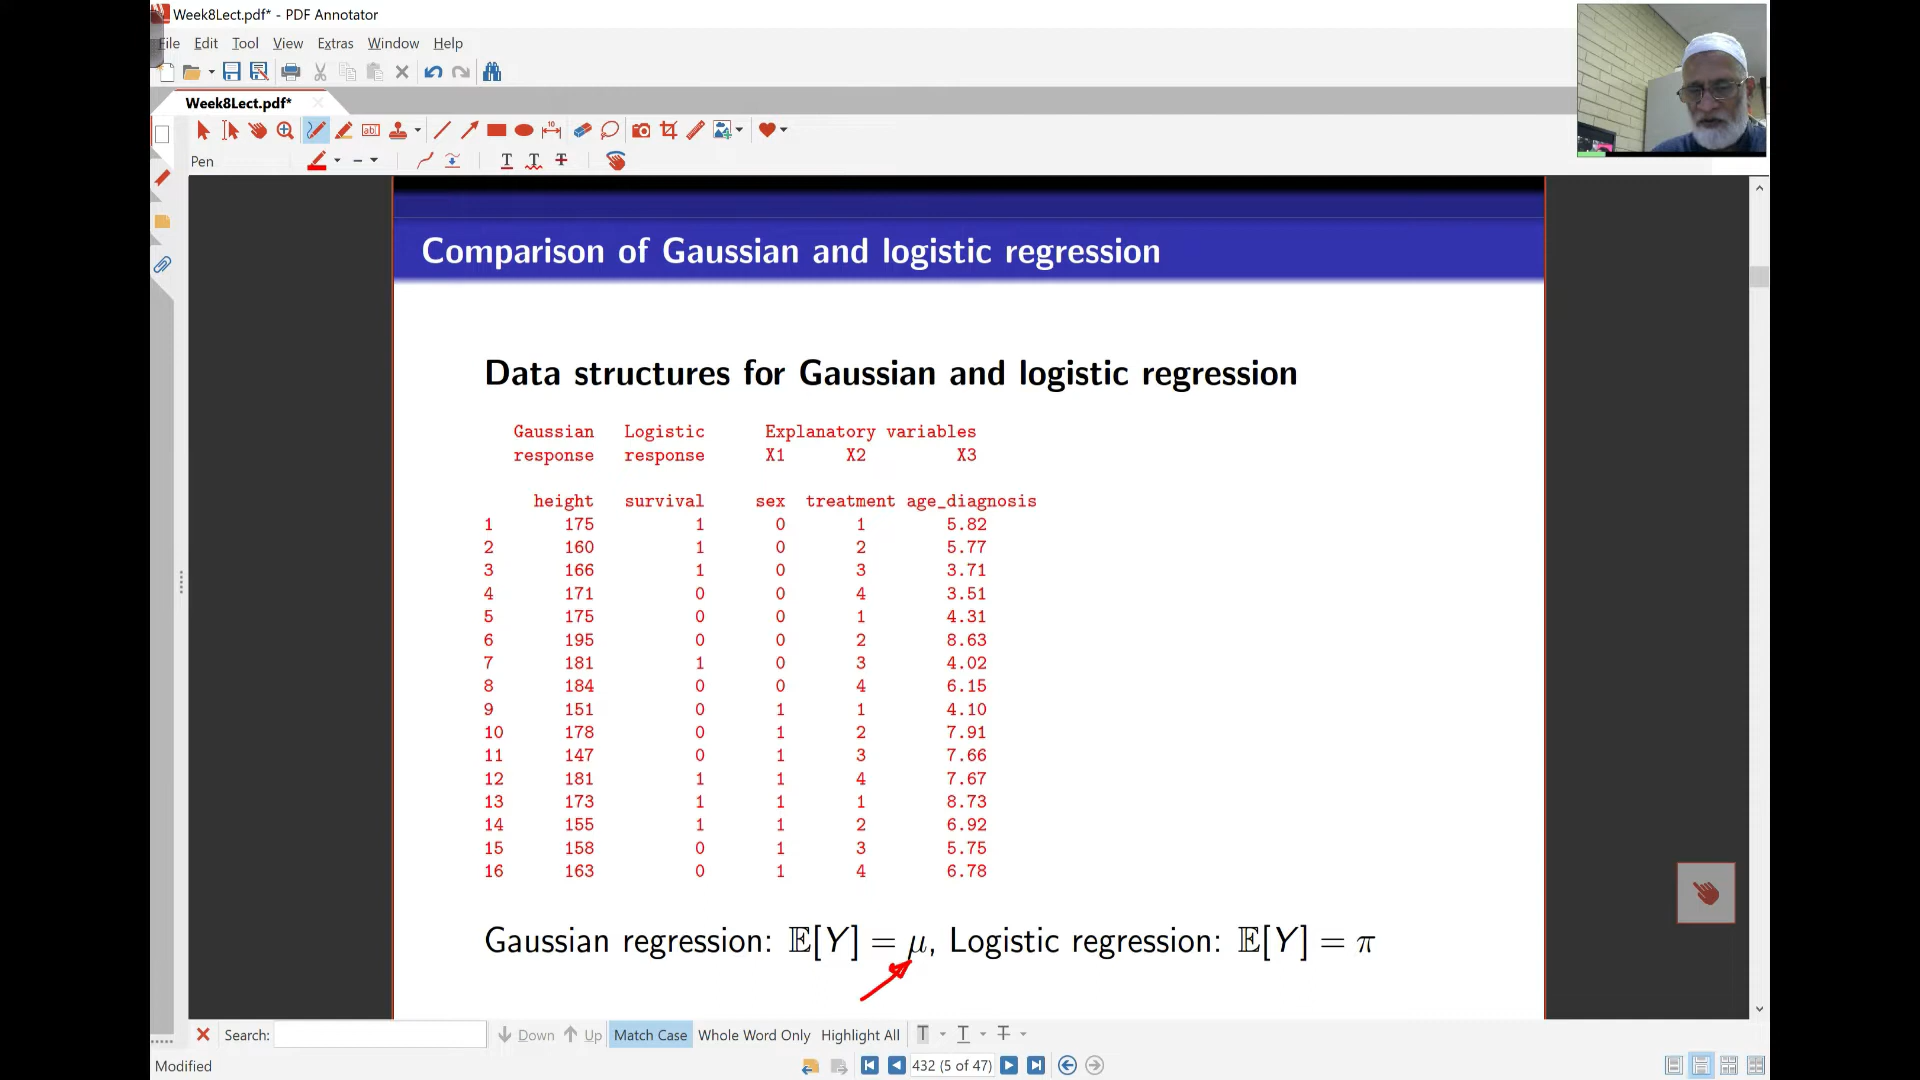 Week8Lect.pdf* - PDF Annotator
File Edit Tool View Extras Window Help
Week8Lect.pdf*
Pen
Comparison of Gaussian and logistic regression
Data structures for Gaussian and logistic regression
Gaussian Logistic Explanatory variables
response response X1 X2 X3
height survival sex treatment age_diagnosis
1 175 1 0 1 5.82
2 160 1 0 2 5.77
3 166 1 0 3 3.71
4 171 0 0 4 3.51
5 175 0 0 1 4.31
6 195 0 0 2 8.63
7 181 1 0 3 4.02
8 184 0 0 4 6.15
9 151 0 1 1 4.10
10 178 0 1 2 7.91
11 147 0 1 3 7.66
12 181 1 1 4 7.67
13 173 1 1 1 8.73
14 155 1 1 2 6.92
15 158 0 1 3 5.75
16 163 0 1 4 6.78
Gaussian regression: 𝔼[Y] = μ, Logistic regression: 𝔼[Y] = π
Search: Down Up Match Case Whole Word Only Highlight All
Modified 432 (5 of 47)